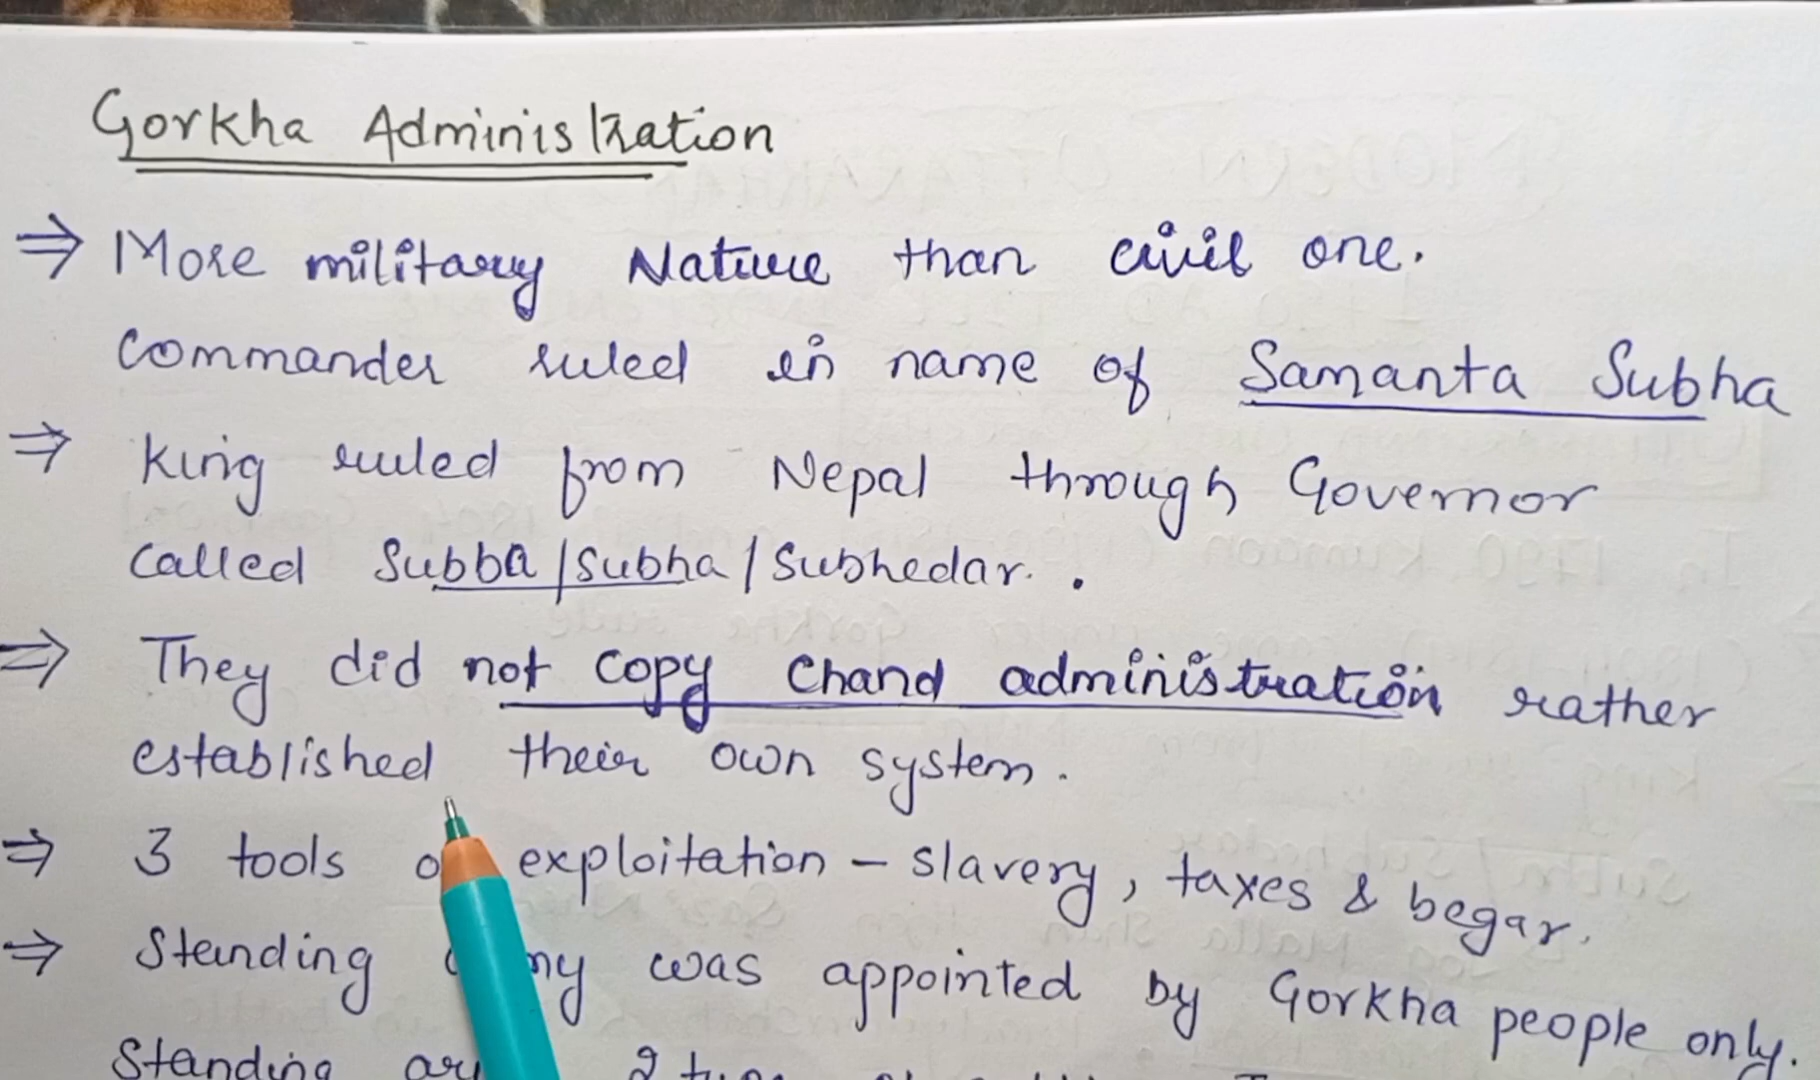 Gorkha Administration
⇒ More military Nature than civil one.
Commander ruled in name of Samanta Subha
⇒ King ruled from Nepal through Governor
called Subba/Subha/Subhedar.
⇒ They did not copy Chand administration rather
established their own system.
⇒ 3 tools exploitation - slavery, taxes & begar.
⇒ Standing was appointed by Gorkha people only.
Standing 2